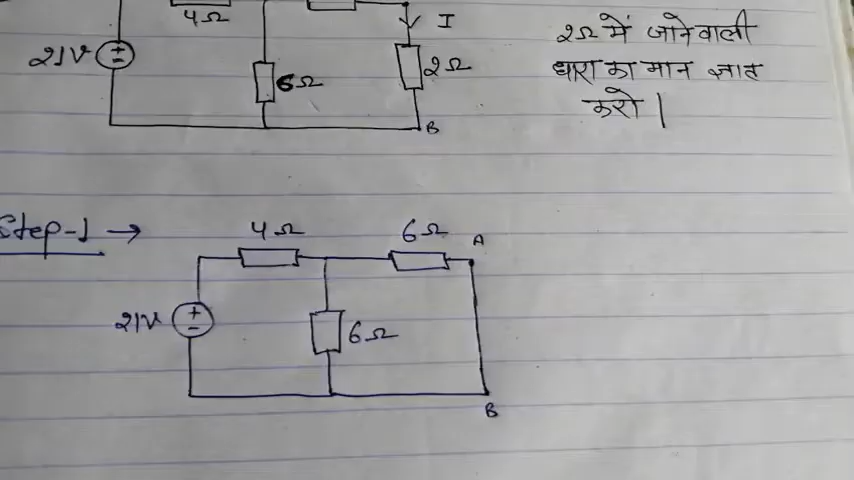 4Ω
I
21V
+
-
6Ω
2Ω
B
2Ω में जाने वाली
धारा का मान ज्ञात
करो |
Step-1 →
4Ω
6Ω
A
21V
+
-
6Ω
B